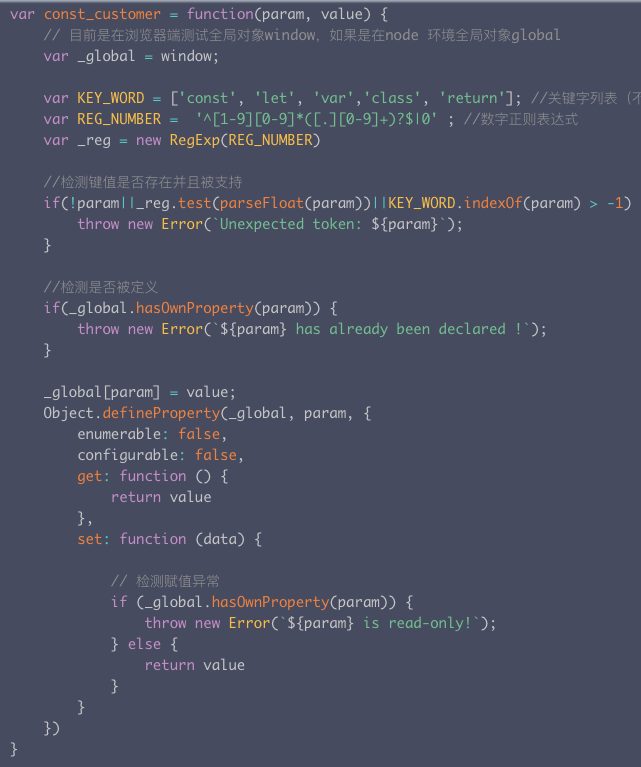 var const_customer = function(param, value) {
// 目前是在浏览器端测试全局对象window，如果是在node 环境全局对象global
var _global = window;
var KEY_WORD = ['const', 'let', 'var','class', 'return']; //关键字列表（不
var REG_NUMBER =  '^[1-9][0-9]*([.][0-9]+)?$|0' ; //数字正则表达式
var _reg = new RegExp(REG_NUMBER)
//检测键值是否存在并且被支持
if(!param||_reg.test(parseFloat(param))||KEY_WORD.indexOf(param) > -1)
throw new Error(`Unexpected token: ${param}`);
}
//检测是否被定义
if(_global.hasOwnProperty(param)) {
throw new Error(`${param} has already been declared !`);
}
_global[param] = value;
Object.defineProperty(_global, param, {
enumerable: false,
configurable: false,
get: function () {
return value
},
set: function (data) {
// 检测赋值异常
if (_global.hasOwnProperty(param)) {
throw new Error(`${param} is read-only!`);
} else {
return value
}
}
})
}